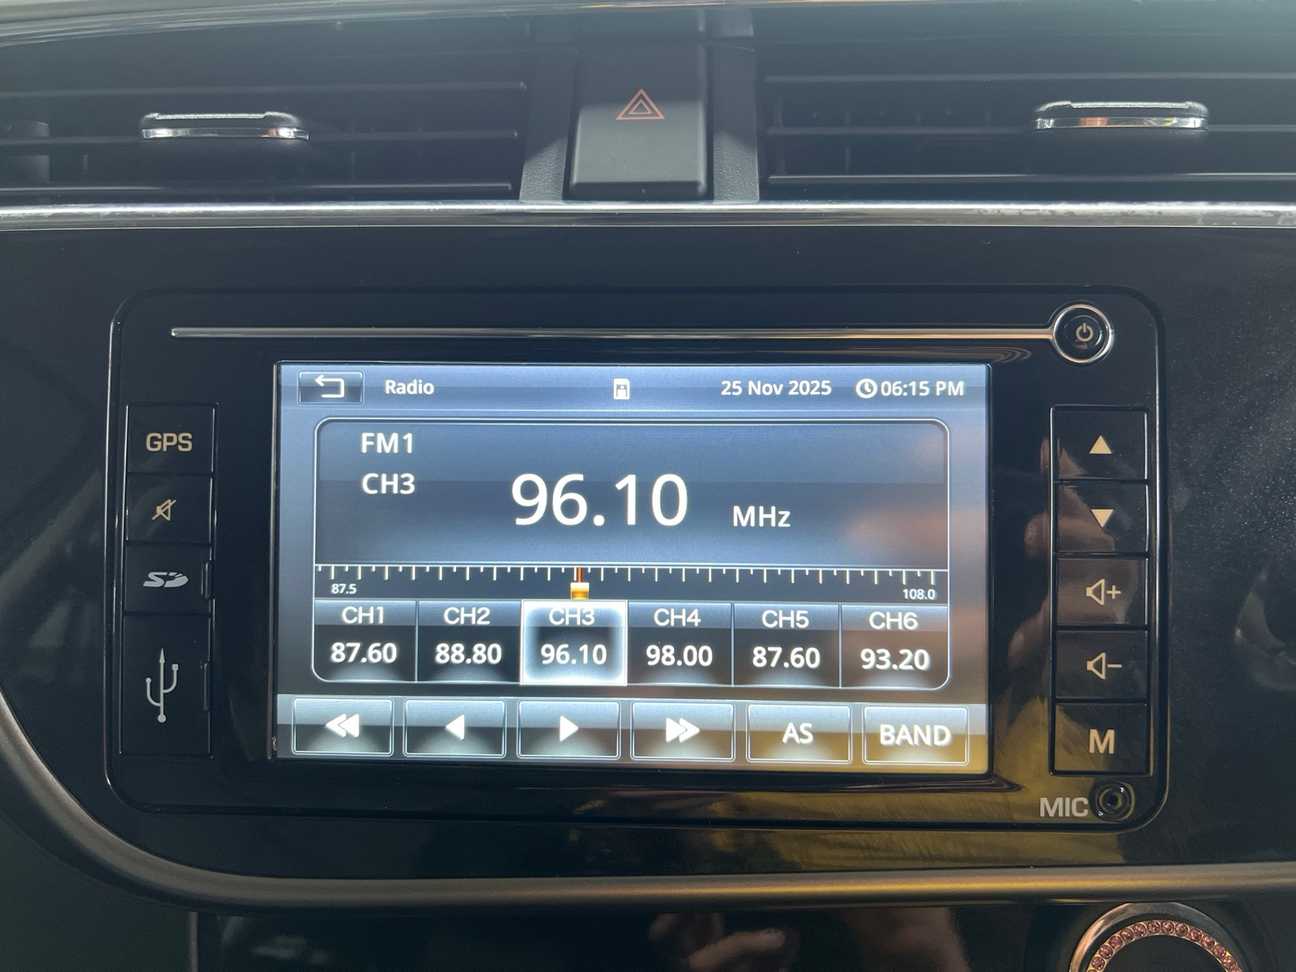 Radio 25 Nov 2025 06:15 PM
GPS
FM1
CH3
96.10 MHz
87.5 108.0
CH1 CH2 CH3 CH4 CH5 CH6
87.60 88.80 96.10 98.00 87.60 93.20
AS BAND
SD
M
MIC